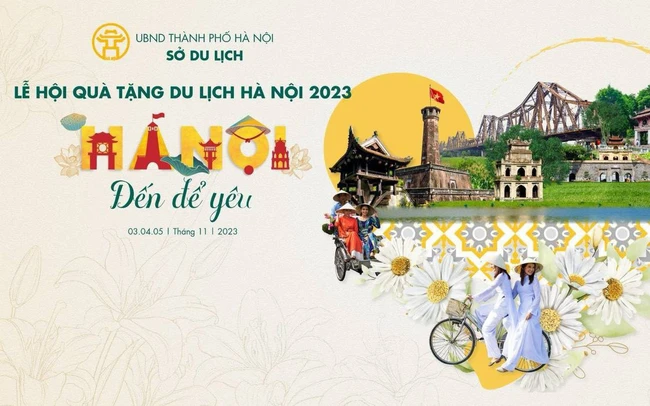 UBND THÀNH PHỐ HÀ NỘI
SỞ DU LỊCH
LỄ HỘI QUÀ TẶNG DU LỊCH HÀ NỘI 2023
HÀ NỘI
Đến để yêu
03.04.05 | Tháng 11 | 2023